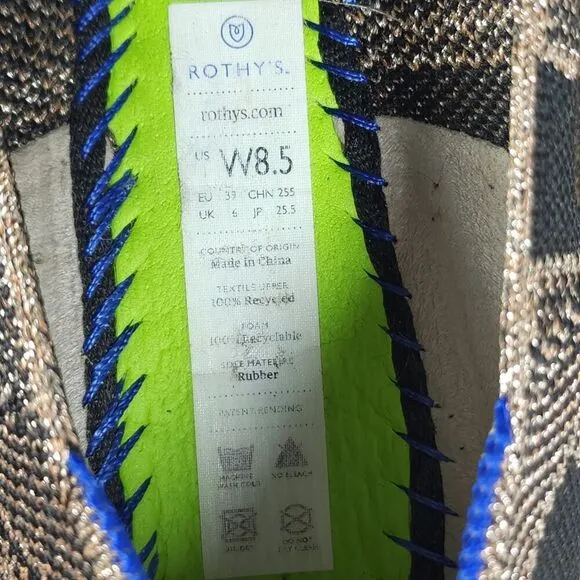 ROTHY'S™
rothys.com
US W8.5
EU 39 CHN 255
UK 6 JP 25.5
COUNTRY OF ORIGIN
Made in China
TEXTILE UPPER
100% Recycled
FOAM
100% Recyclable
SOLE MATERIAL
Rubber
PATENT PENDING
MACHINE
WASH COLD
NO BLEACH
DO NOT
DRY CLEAN